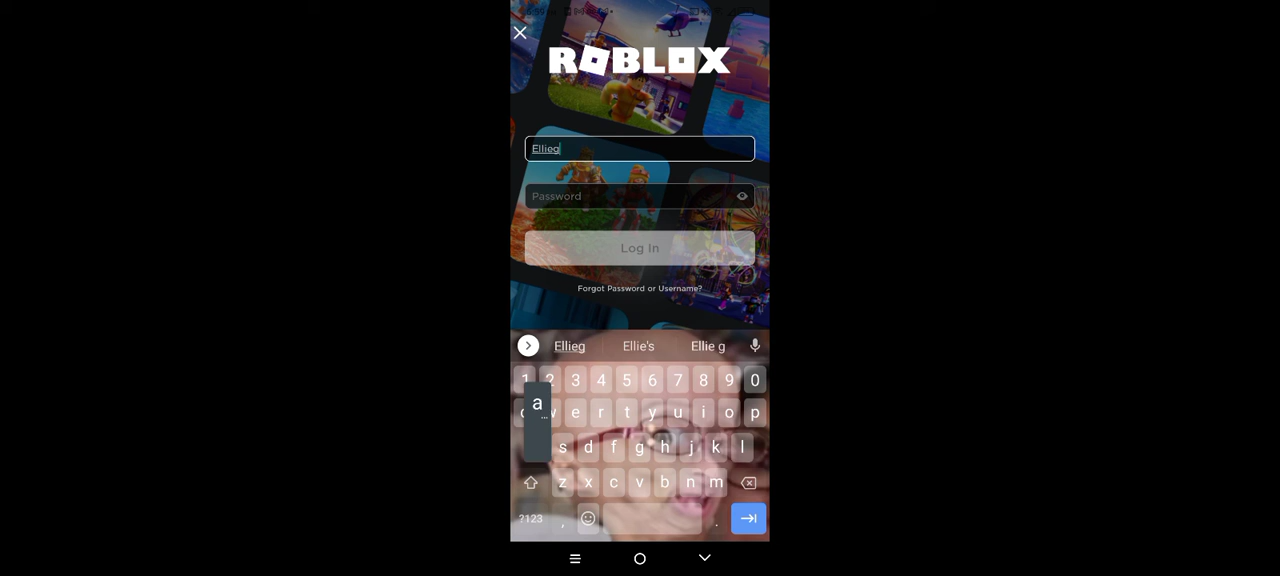 ROBLOX
Ellieg
Password
Log In
Forgot Password or Username?
Ellieg Ellie's Ellie g
1 2 3 4 5 6 7 8 9 0
w e r t y u i o p
a s d f g h j k l
z x c v b n m
?123 , .